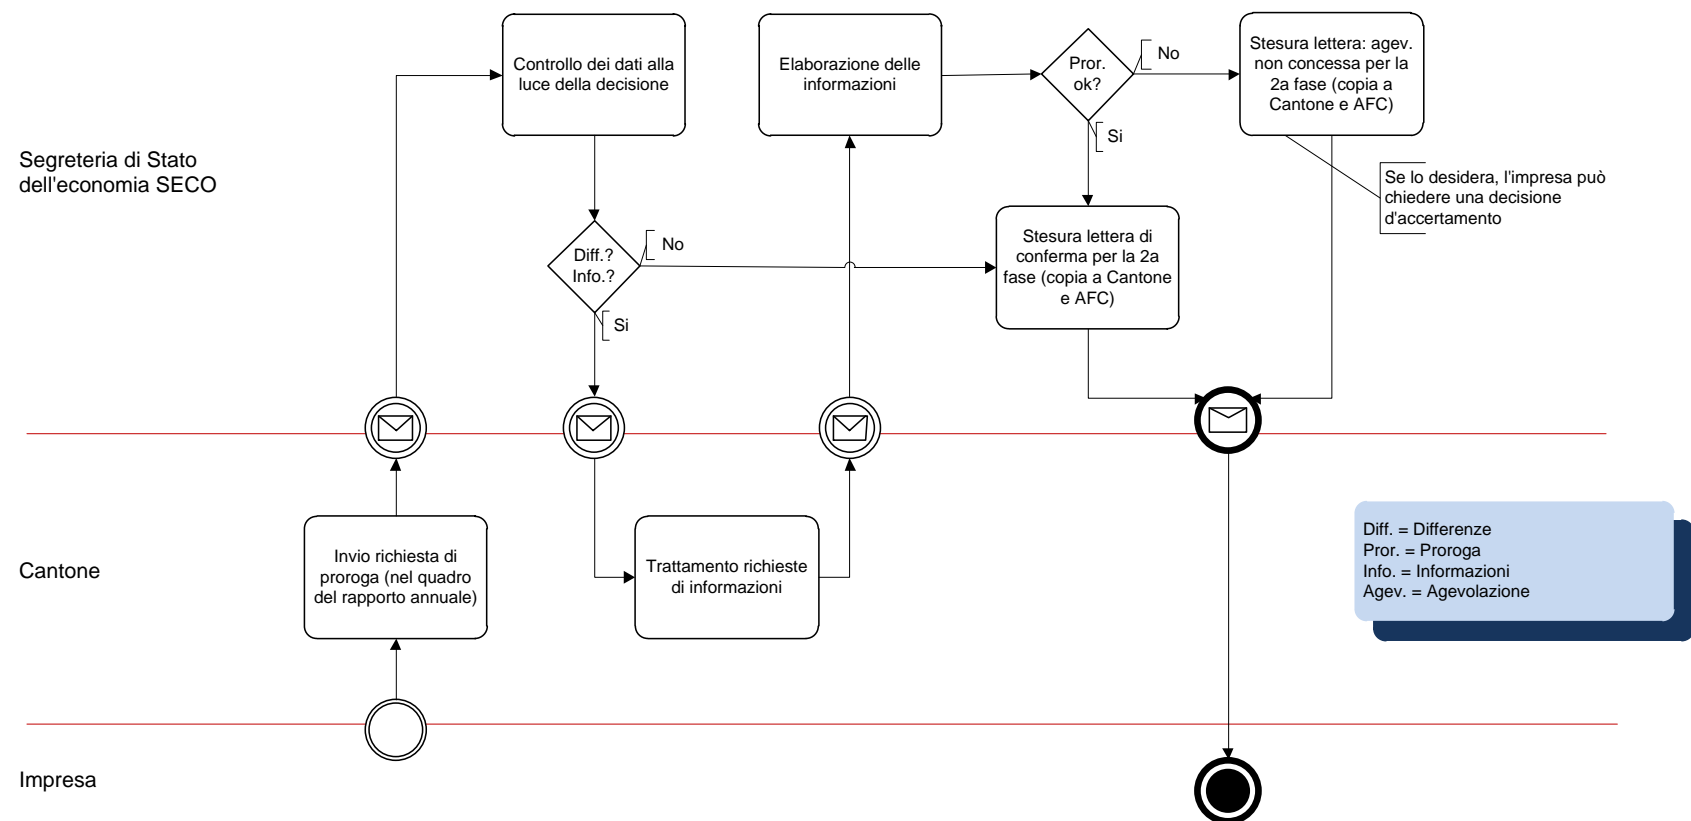 Controllo dei dati alla
luce della decisione
Elaborazione delle
informazioni
Pror.
ok?
No
Si
Stesura lettera: agev.
non concessa per la
2a fase (copia a
Cantone e AFC)
Segreteria di Stato
dell'economia SECO
Se lo desidera, l'impresa può
chiedere una decisione
d'accertamento
Diff.?
Info.?
No
Si
Stesura lettera di
conferma per la 2a
fase (copia a Cantone
e AFC)
Cantone
Invio richiesta di
proroga (nel quadro
del rapporto annuale)
Trattamento richieste
di informazioni
Diff. = Differenze
Pror. = Proroga
Info. = Informazioni
Agev. = Agevolazione
Impresa